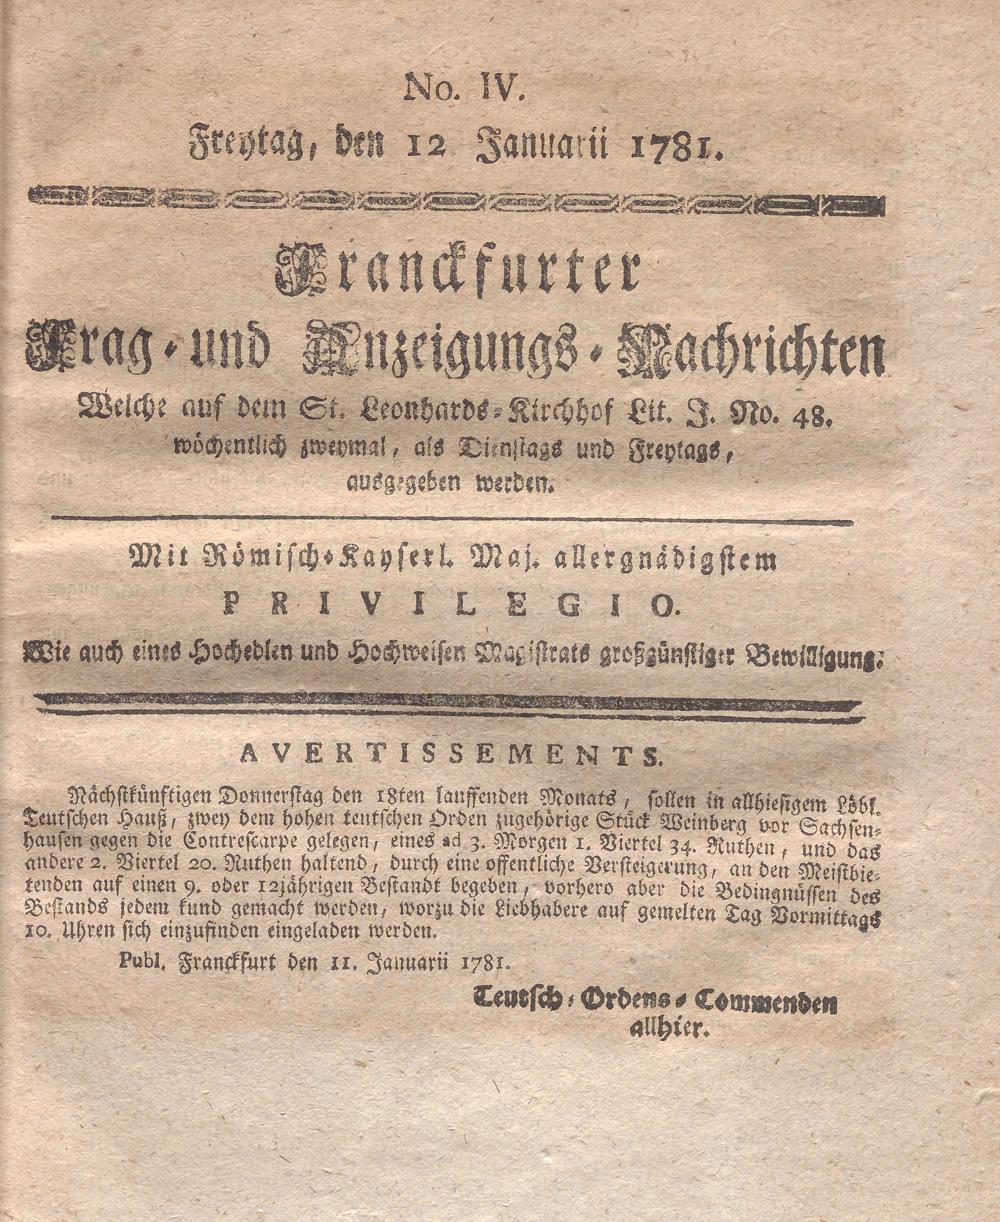 No. IV.
Freytag, den 12 Januarii 1781.
Franckfurter
Frag-und Anzeigungs-Nachrichten
Welche auf dem St. Leonhards-Kirchhof Lit. J. No. 48.
wöchentlich zweymal, als Dienstags und Freytags,
ausgegeben werden.
Mit Römisch-Kayserl. Maj. allergnädigstem
PRIVILEGIO.
Wie auch eines Hochedlen und Hochweisen Magistrats großgünstiger Bewilligung.
AVERTISSEMENTS.
Nächstkünftigen Donnerstag den 18ten lauffenden Monats, sollen in allhiesigem Löbl.
Teutschen Hauß, zwey dem hohen teutschen Orden zugehörige Stück Weinberg vor Sachsen-
hausen gegen die Contrescarpe gelegen, eines ad 3. Morgen 1. Viertel 34. Ruthen, und das
andere 2. Viertel 20. Ruthen haltend, durch eine offentliche Versteigerung, an den Meistbie-
tenden auf einen 9. oder 12jährigen Bestandt begeben, vorhero aber die Bedingnüssen des
Bestands jedem kund gemacht werden, worzu die Liebhabere auf gemelten Tag Vormittags
10. Uhren sich einzufinden eingeladen werden.
Publ. Franckfurt den 11. Januarii 1781.
Teutsch-Ordens-Commenden
allhier.